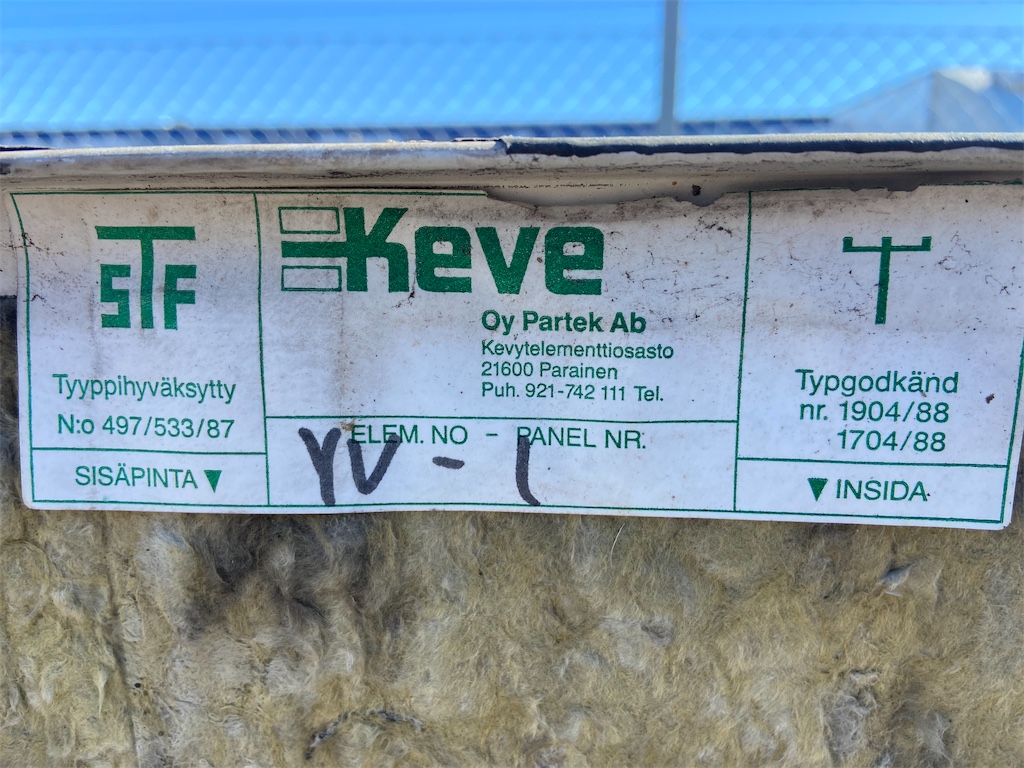 STF
Tyyppihyväksytty
N:o 497/533/87
SISÄPINTA ▼
Keve
Oy Partek Ab
Kevytelementtiosasto
21600 Parainen
Puh. 921-742 111 Tel.
ELEM. NO - PANEL NR.
YV - 1
T
Typgodkänd
nr. 1904/88
1704/88
▼ INSIDA